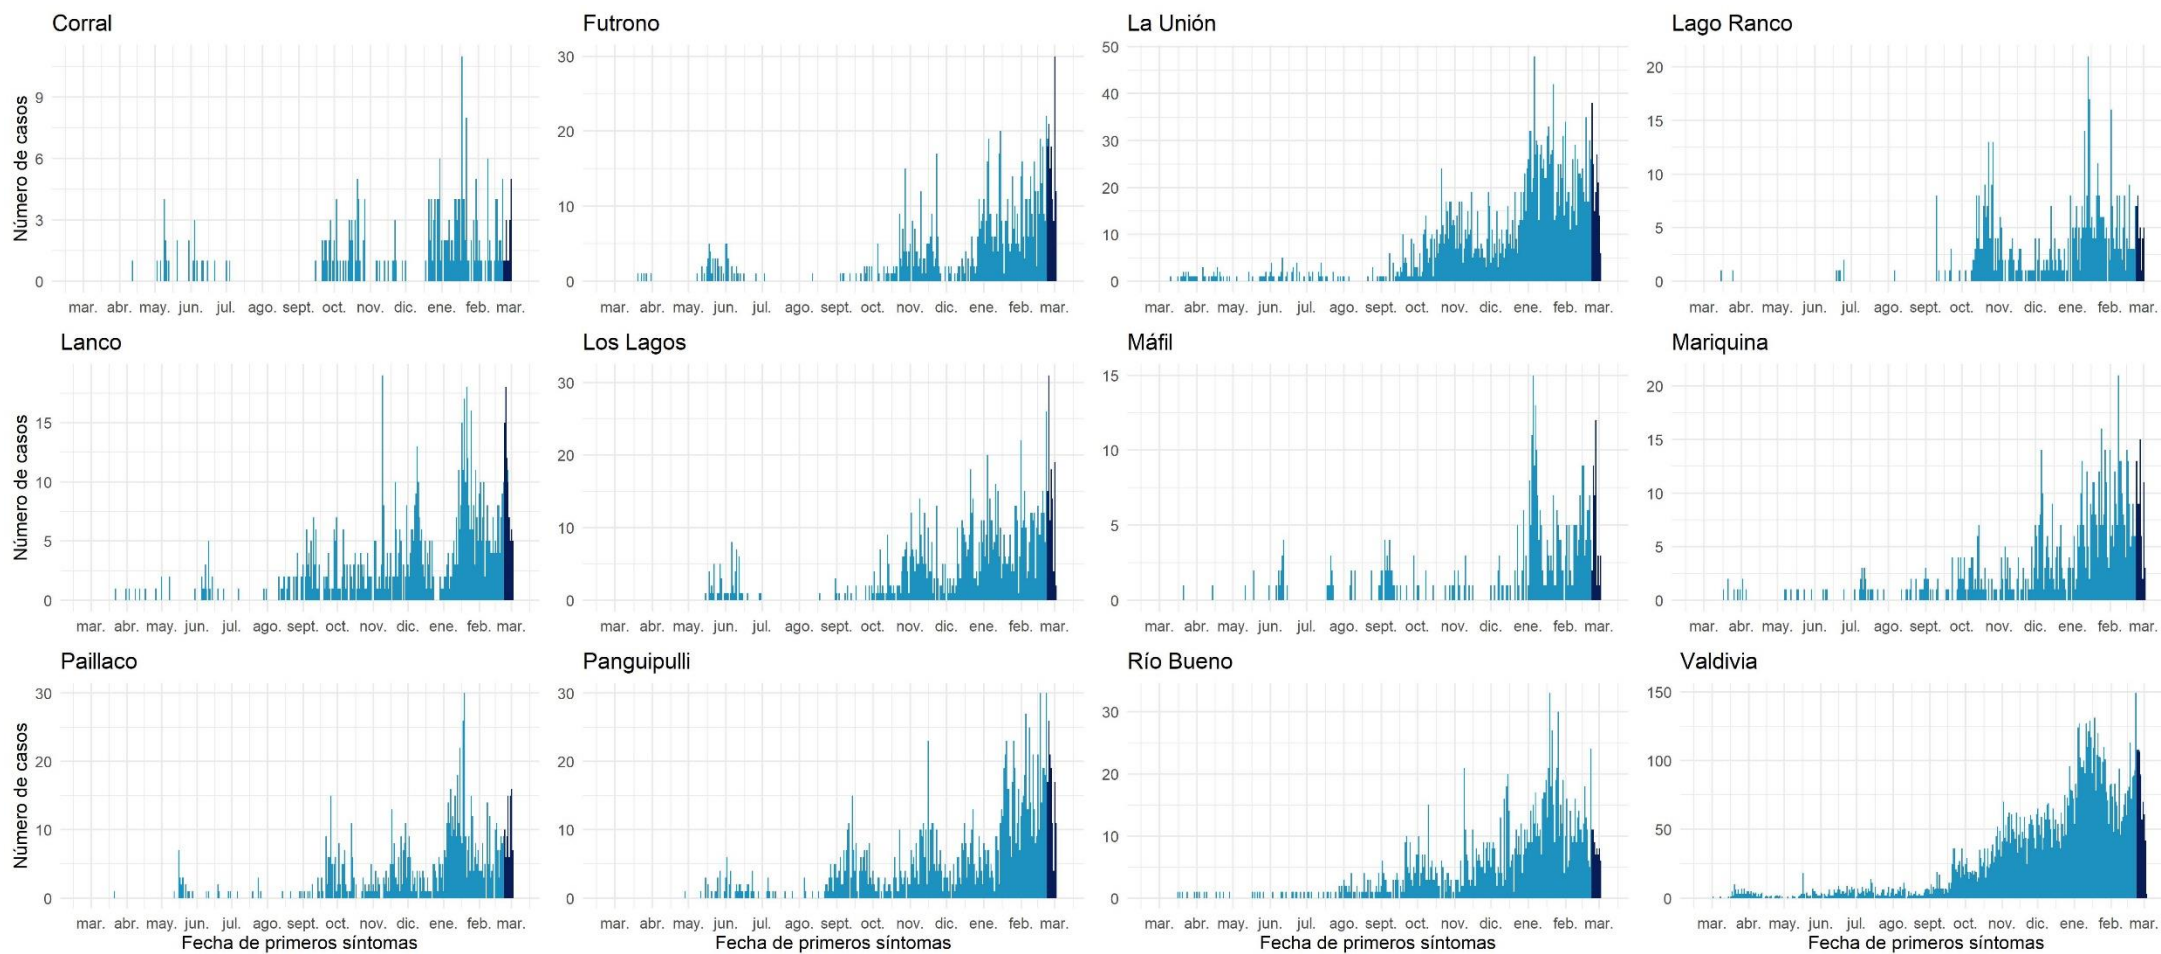 Corral
Futrono
La Unión
Lago Ranco
Número de casos
9
6
3
0
30
20
10
0
50
40
30
20
10
0
20
15
10
5
0
mar. abr. may. jun. jul. ago. sept. oct. nov. dic. ene. feb. mar.
mar. abr. may. jun. jul. ago. sept. oct. nov. dic. ene. feb. mar.
mar. abr. may. jun. jul. ago. sept. oct. nov. dic. ene. feb. mar.
mar. abr. may. jun. jul. ago. sept. oct. nov. dic. ene. feb. mar.
Lanco
Los Lagos
Máfil
Mariquina
Número de casos
15
10
5
0
30
20
10
0
15
10
5
0
20
15
10
5
0
mar. abr. may. jun. jul. ago. sept. oct. nov. dic. ene. feb. mar.
mar. abr. may. jun. jul. ago. sept. oct. nov. dic. ene. feb. mar.
mar. abr. may. jun. jul. ago. sept. oct. nov. dic. ene. feb. mar.
mar. abr. may. jun. jul. ago. sept. oct. nov. dic. ene. feb. mar.
Paillaco
Panguipulli
Río Bueno
Valdivia
Número de casos
30
20
10
0
30
20
10
0
30
20
10
0
150
100
50
0
mar. abr. may. jun. jul. ago. sept. oct. nov. dic. ene. feb. mar.
mar. abr. may. jun. jul. ago. sept. oct. nov. dic. ene. feb. mar.
mar. abr. may. jun. jul. ago. sept. oct. nov. dic. ene. feb. mar.
mar. abr. may. jun. jul. ago. sept. oct. nov. dic. ene. feb. mar.
Fecha de primeros síntomas
Fecha de primeros síntomas
Fecha de primeros síntomas
Fecha de primeros síntomas